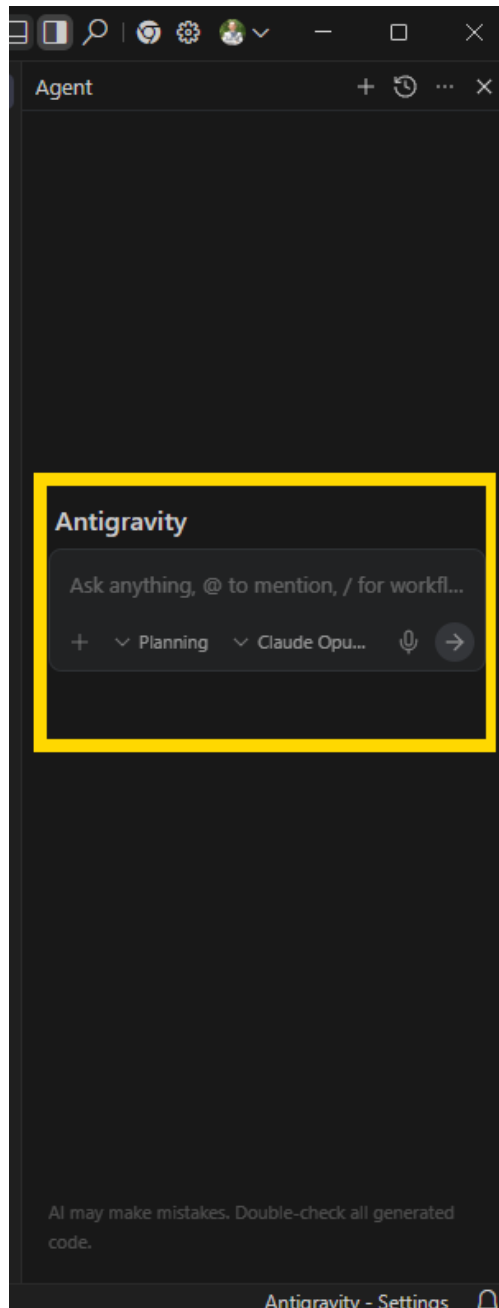 Agent
Antigravity
Ask anything, @ to mention, / for workfl...
Planning Claude Opu...
AI may make mistakes. Double-check all generated
code.
Antigravity - Settings